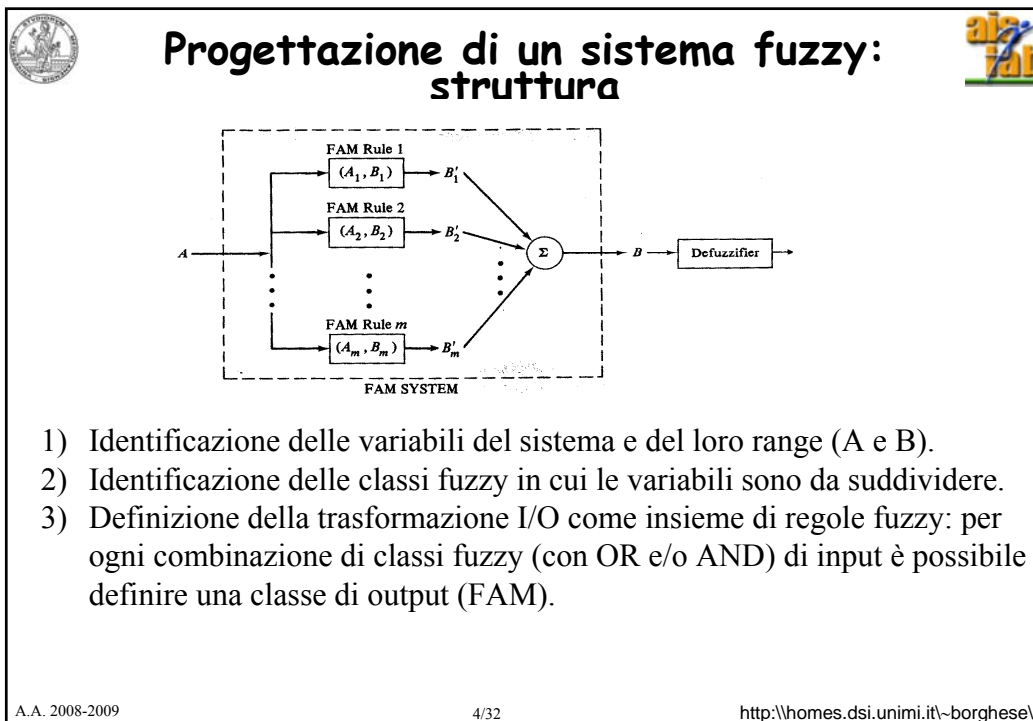 Progettazione di un sistema fuzzy:
struttura
FAM Rule 1
(A₁, B₁) B′₁
FAM Rule 2
(A₂, B₂) B′₂
A Σ B Defuzzifier
FAM Rule m
(Aₘ, Bₘ) B′ₘ
FAM SYSTEM
1) Identificazione delle variabili del sistema e del loro range (A e B).
2) Identificazione delle classi fuzzy in cui le variabili sono da suddividere.
3) Definizione della trasformazione I/O come insieme di regole fuzzy: per
ogni combinazione di classi fuzzy (con OR e/o AND) di input è possibile
definire una classe di output (FAM).
A.A. 2008-2009 4/32 http:\\homes.dsi.unimi.it\~borghese\